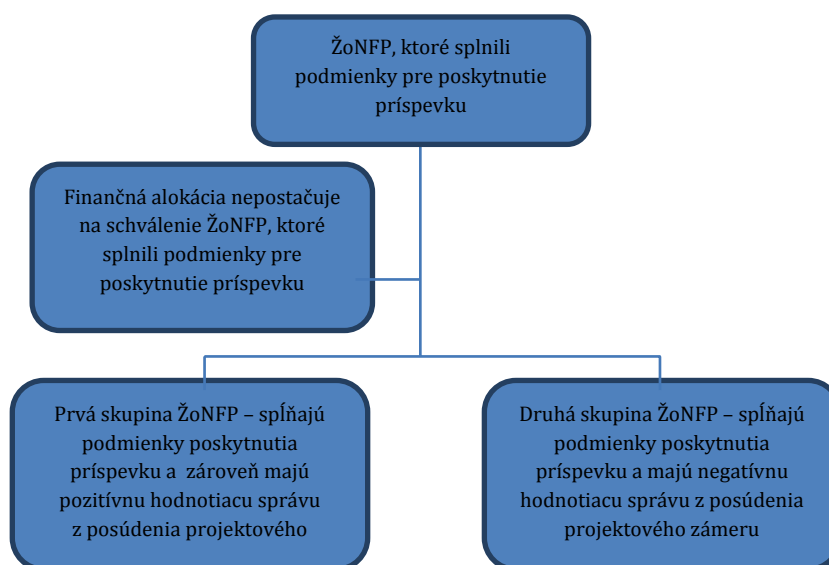 ŽoNFP, ktoré splnili
podmienky pre poskytnutie
príspevku
Finančná alokácia nepostačuje
na schválenie ŽoNFP, ktoré
splnili podmienky pre
poskytnutie príspevku
Prvá skupina ŽoNFP – spĺňajú
podmienky poskytnutia
príspevku a zároveň majú
pozitívnu hodnotiacu správu
z posúdenia projektového
Druhá skupina ŽoNFP – spĺňajú
podmienky poskytnutia
príspevku a majú negatívnu
hodnotiacu správu z posúdenia
projektového zámeru